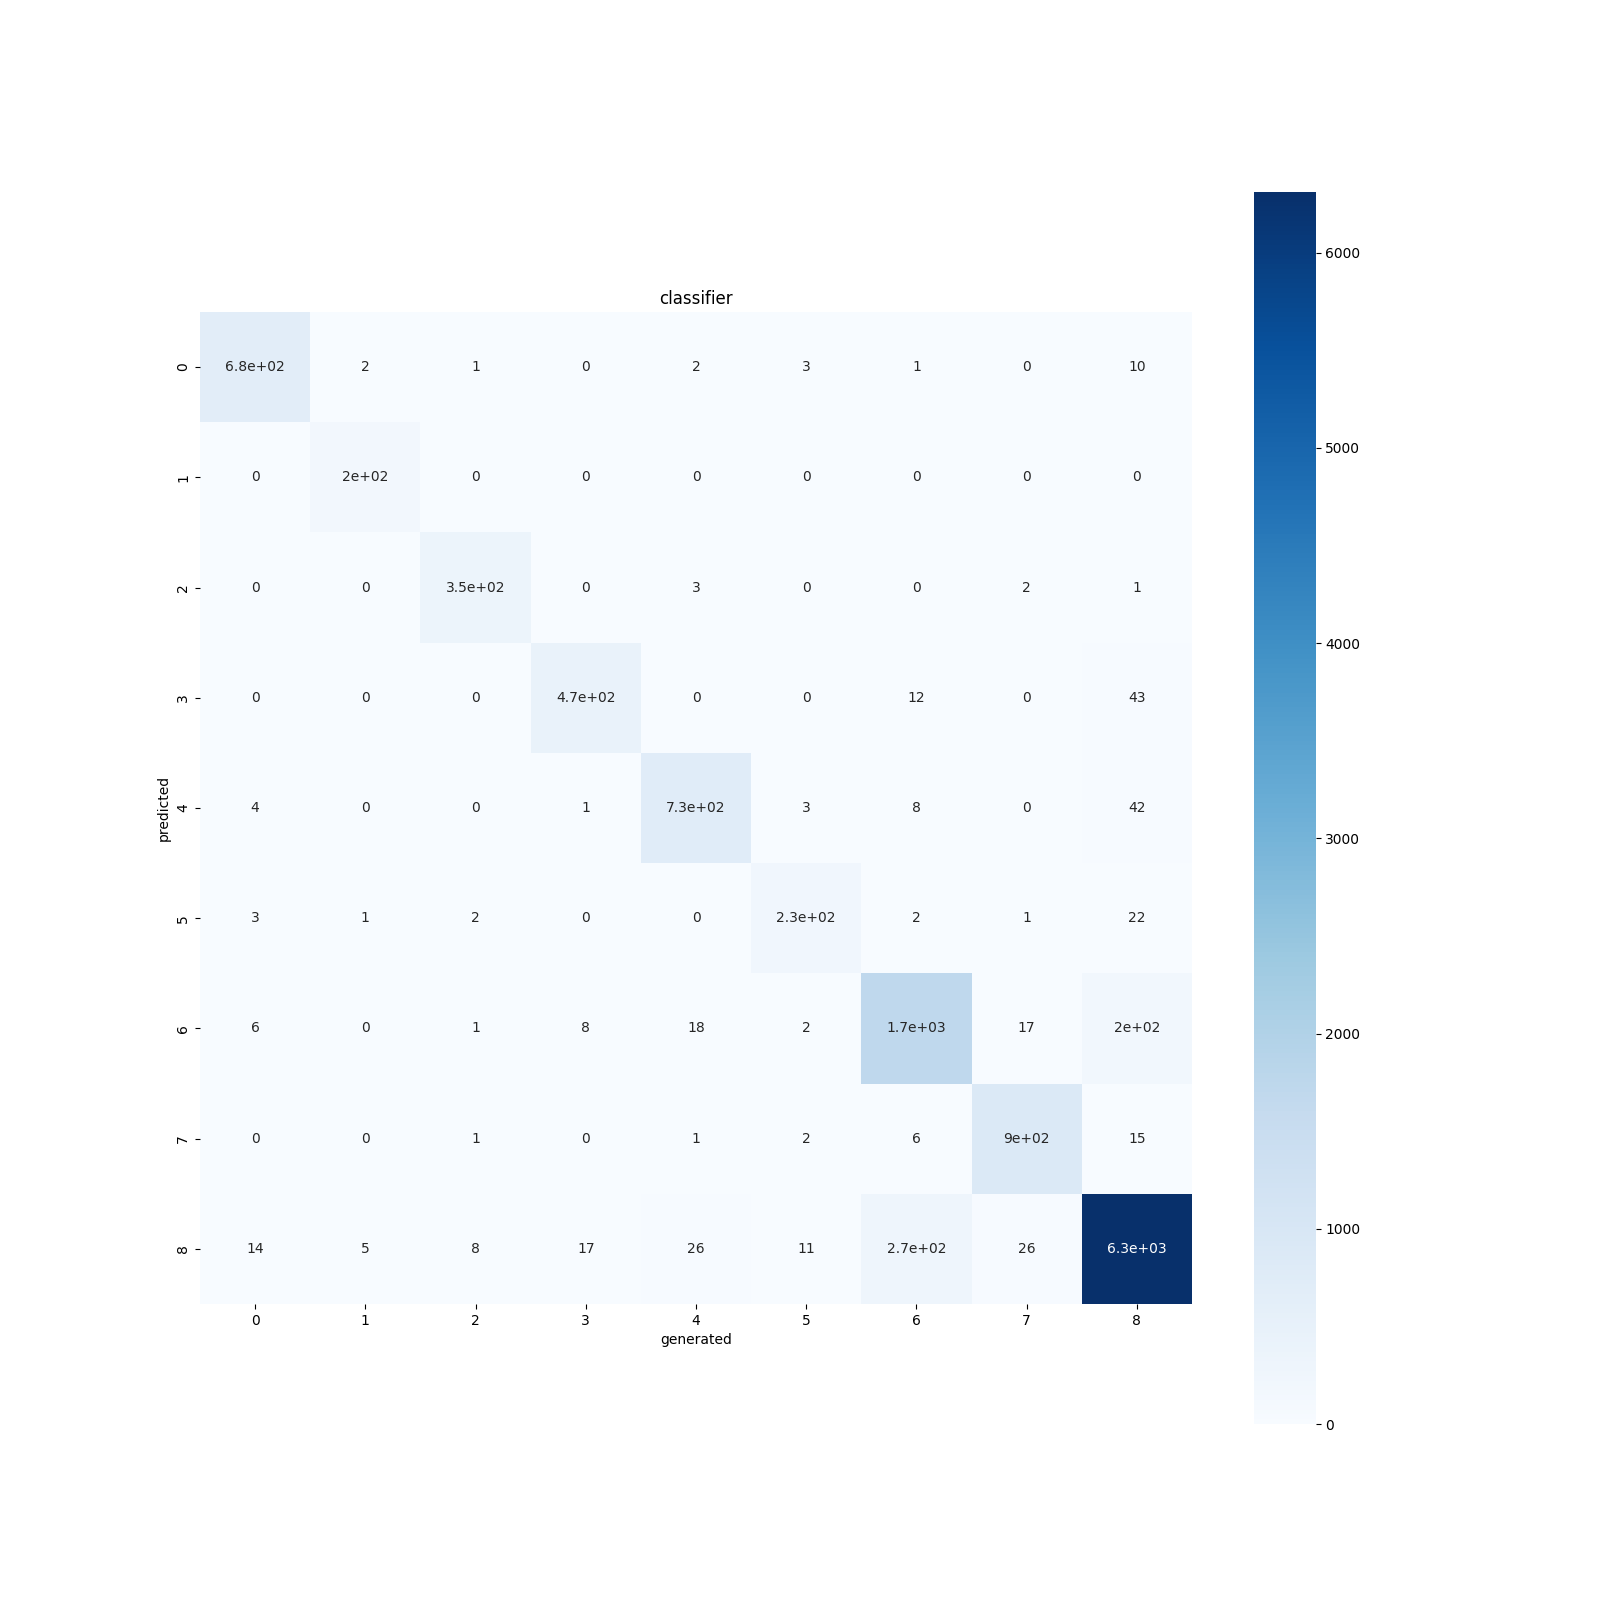 classifier
0 6.8e+02 2 1 0 2 3 1 0 10
1 0 2e+02 0 0 0 0 0 0 0
2 0 0 3.5e+02 0 3 0 0 2 1
3 0 0 0 4.7e+02 0 0 12 0 43
4 4 0 0 1 7.3e+02 3 8 0 42
5 3 1 2 0 0 2.3e+02 2 1 22
6 6 0 1 8 18 2 1.7e+03 17 2e+02
7 0 0 1 0 1 2 6 9e+02 15
8 14 5 8 17 26 11 2.7e+02 26 6.3e+03
predicted
0 1 2 3 4 5 6 7 8
generated
6000
5000
4000
3000
2000
1000
0